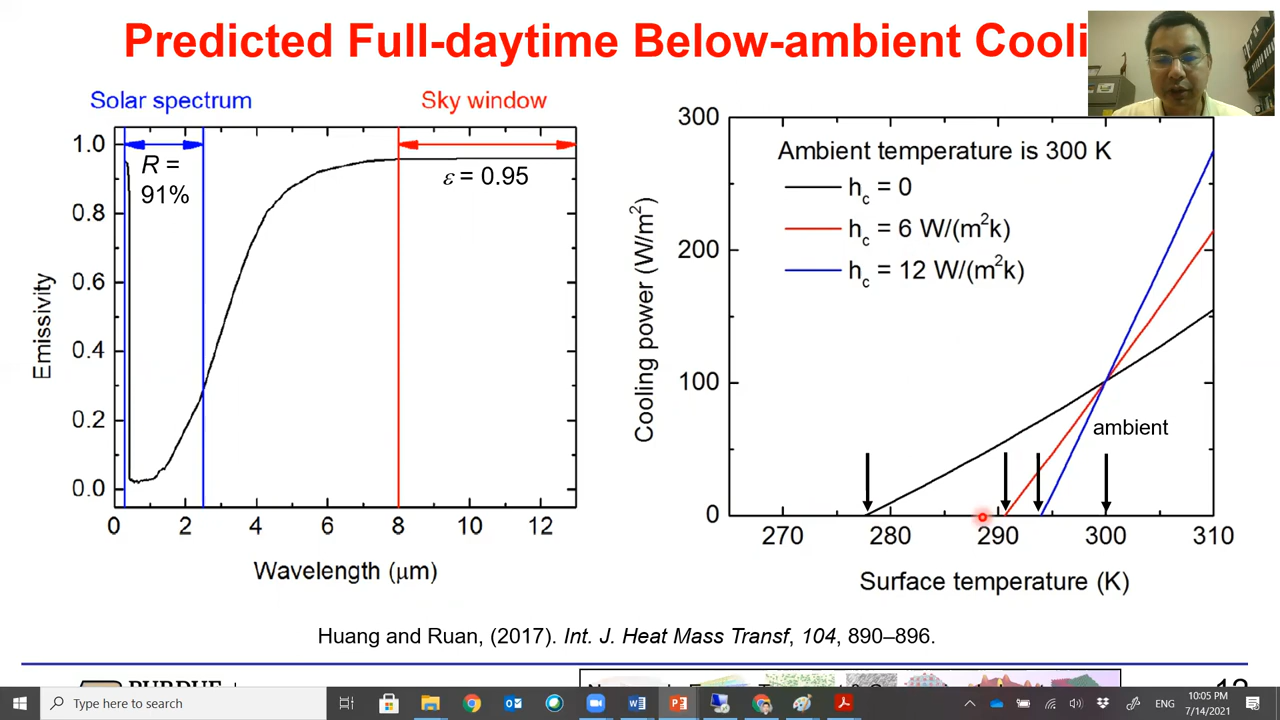 Predicted Full-daytime Below-ambient Cooli
Solar spectrum
Sky window
R =
91%
ε = 0.95
1.0
0.8
0.6
0.4
0.2
0.0
Emissivity
0 2 4 6 8 10 12
Wavelength (μm)
Ambient temperature is 300 K
h_c = 0
h_c = 6 W/(m²k)
h_c = 12 W/(m²k)
ambient
300
200
100
0
Cooling power (W/m²)
270 280 290 300 310
Surface temperature (K)
Huang and Ruan, (2017). Int. J. Heat Mass Transf, 104, 890–896.
PURDUE
Type here to search
ENG
10:05 PM
7/14/2021